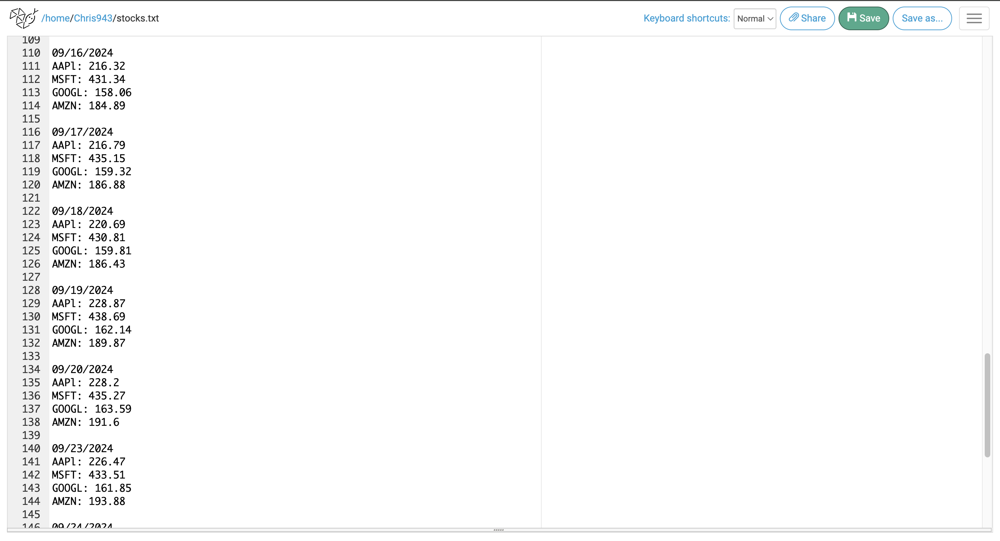 /home/Chris943/stocks.txt
Keyboard shortcuts: Normal Share Save Save as...
109
110 09/16/2024
111 AAPl: 216.32
112 MSFT: 431.34
113 GOOGL: 158.06
114 AMZN: 184.89
115
116 09/17/2024
117 AAPl: 216.79
118 MSFT: 435.15
119 GOOGL: 159.32
120 AMZN: 186.88
121
122 09/18/2024
123 AAPl: 220.69
124 MSFT: 430.81
125 GOOGL: 159.81
126 AMZN: 186.43
127
128 09/19/2024
129 AAPl: 228.87
130 MSFT: 438.69
131 GOOGL: 162.14
132 AMZN: 189.87
133
134 09/20/2024
135 AAPl: 228.2
136 MSFT: 435.27
137 GOOGL: 163.59
138 AMZN: 191.6
139
140 09/23/2024
141 AAPl: 226.47
142 MSFT: 433.51
143 GOOGL: 161.85
144 AMZN: 193.88
145
146 09/24/2024